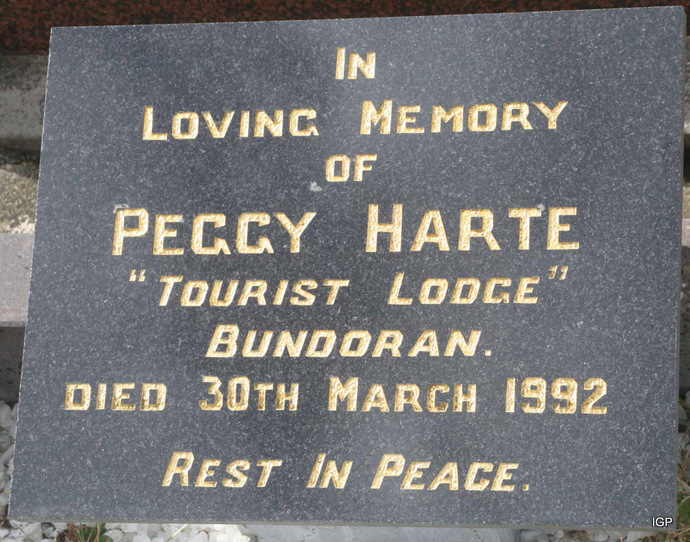 IN
LOVING MEMORY
OF
PEGGY HARTE
"TOURIST LODGE"
BUNDORAN.
DIED 30TH MARCH 1992
REST IN PEACE.
IGP